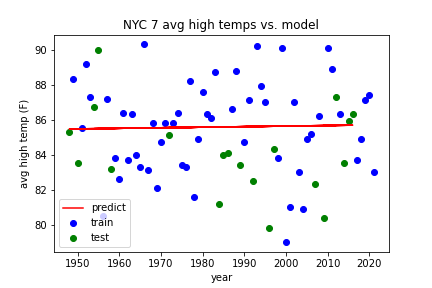 NYC 7 avg high temps vs. model
avg high temp (F)
90
88
86
84
82
80
predict
train
test
1950 1960 1970 1980 1990 2000 2010 2020
year